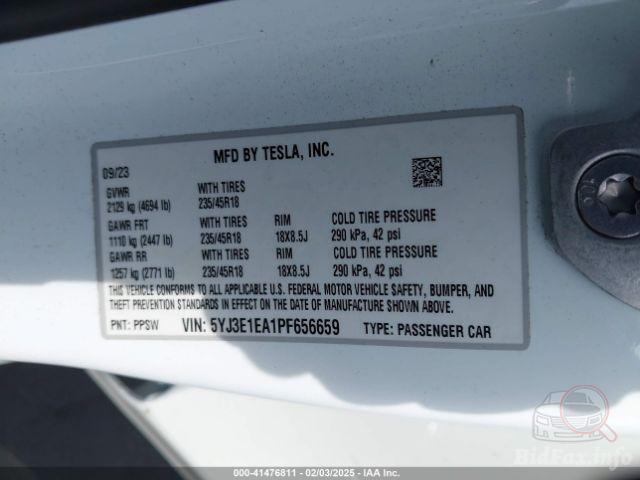 MFD BY TESLA, INC.
09/23
GVWR WITH TIRES
2129 kg (4694 lb) 235/45R18
GAWR FRT WITH TIRES RIM COLD TIRE PRESSURE
1110 kg (2447 lb) 235/45R18 18X8.5J 290 kPa, 42 psi
GAWR RR WITH TIRES RIM COLD TIRE PRESSURE
1257 kg (2771 lb) 235/45R18 18X8.5J 290 kPa, 42 psi
THIS VEHICLE CONFORMS TO ALL APPLICABLE U.S. FEDERAL MOTOR VEHICLE SAFETY, BUMPER, AND
THEFT PREVENTION STANDARDS IN EFFECT ON THE DATE OF MANUFACTURE SHOWN ABOVE.
PNT: PPSW VIN: 5YJ3E1EA1PF656659 TYPE: PASSENGER CAR
BidFax.info
000-41476811 - 02/03/2025 - IAA Inc.